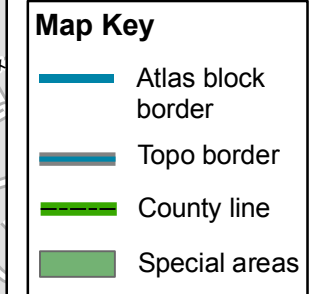 Map Key
Atlas block
border
Topo border
County line
Special areas